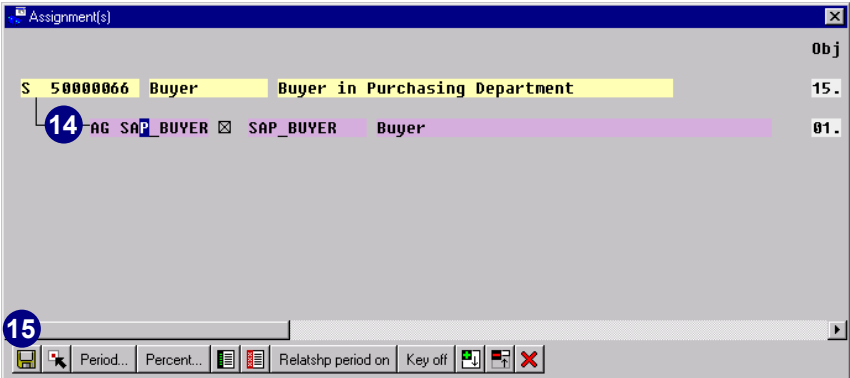 Assignment(s)
Obj
S 50000066 Buyer Buyer in Purchasing Department 15.
14 AG SAP_BUYER SAP_BUYER Buyer 01.
15
Period... Percent... Relatshp period on Key off